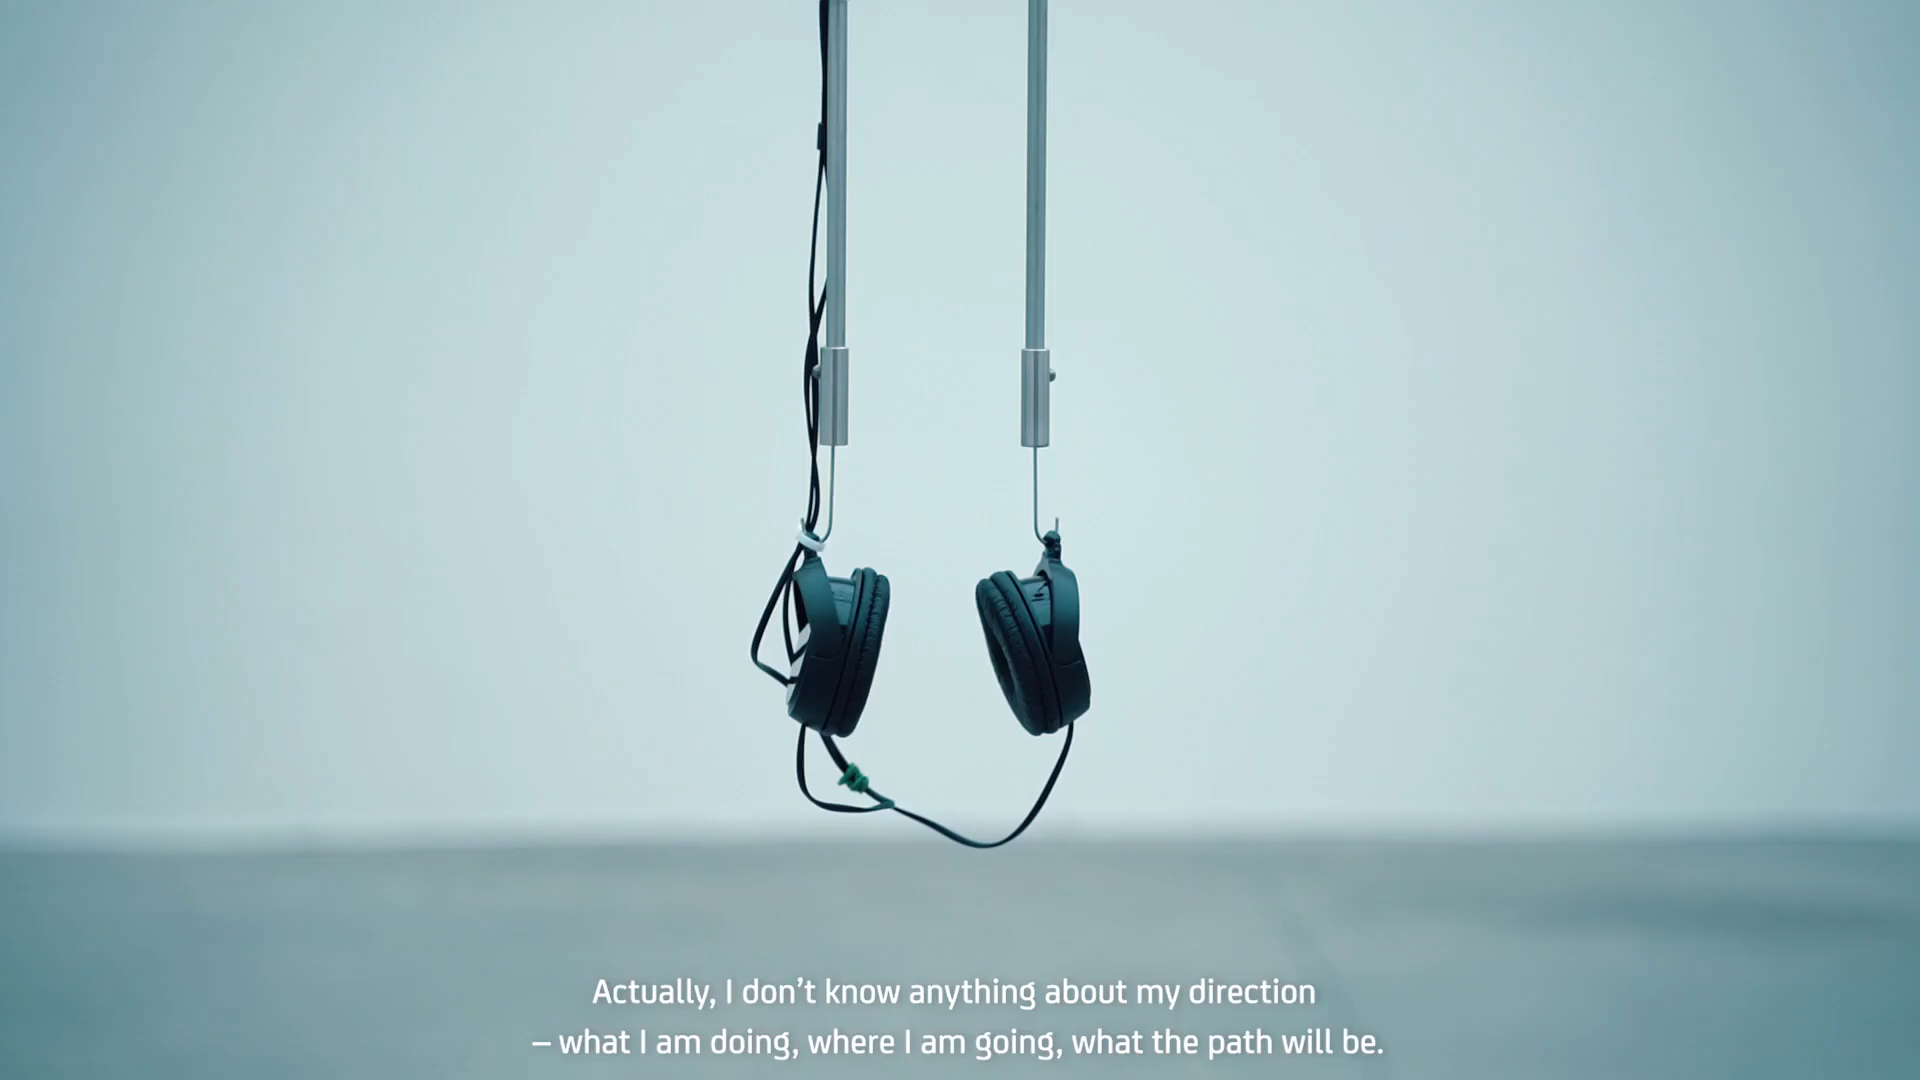 Actually, I don’t know anything about my direction
– what I am doing, where I am going, what the path will be.